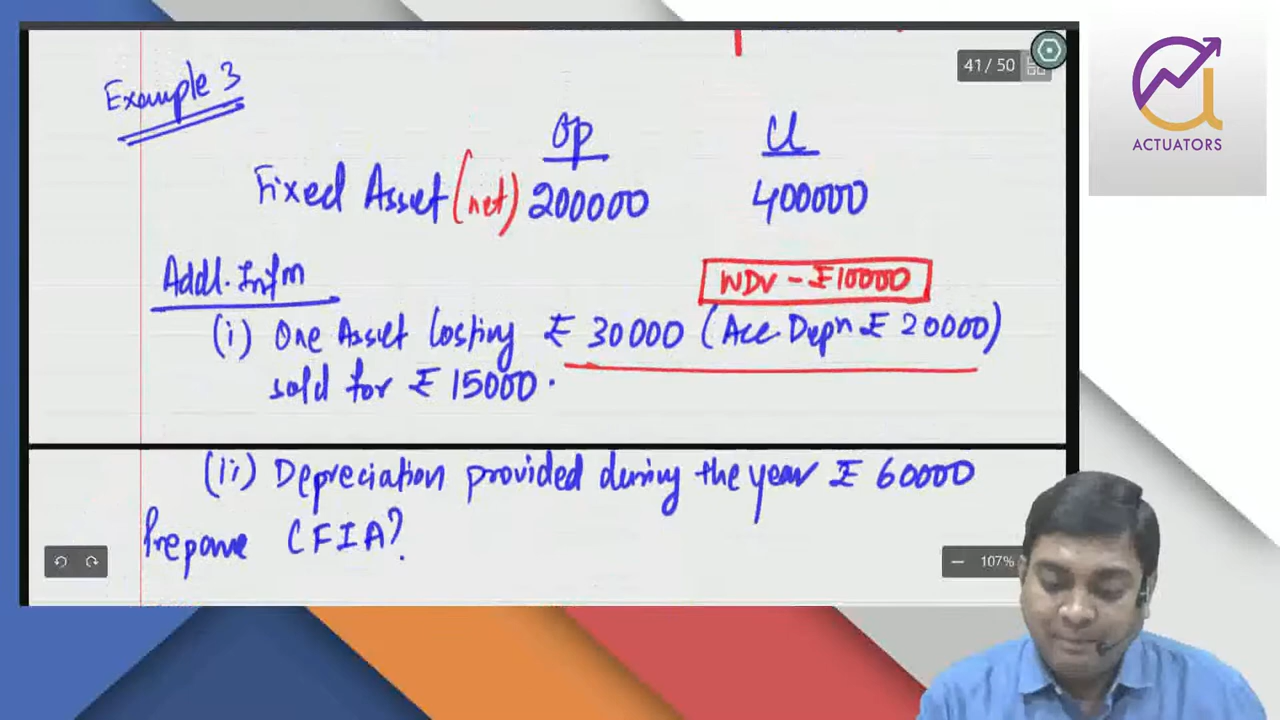 41 / 50
ACTUATORS
Example 3
Op Cl
Fixed Asset (net) 200000 400000
Addl. Infm
WDV - ₹10000
(i) One Asset Costing ₹ 30000 (Acc Depn ₹ 20000)
sold for ₹ 15000.
(ii) Depreciation provided during the year ₹ 60000
Prepare CFIA?
107%